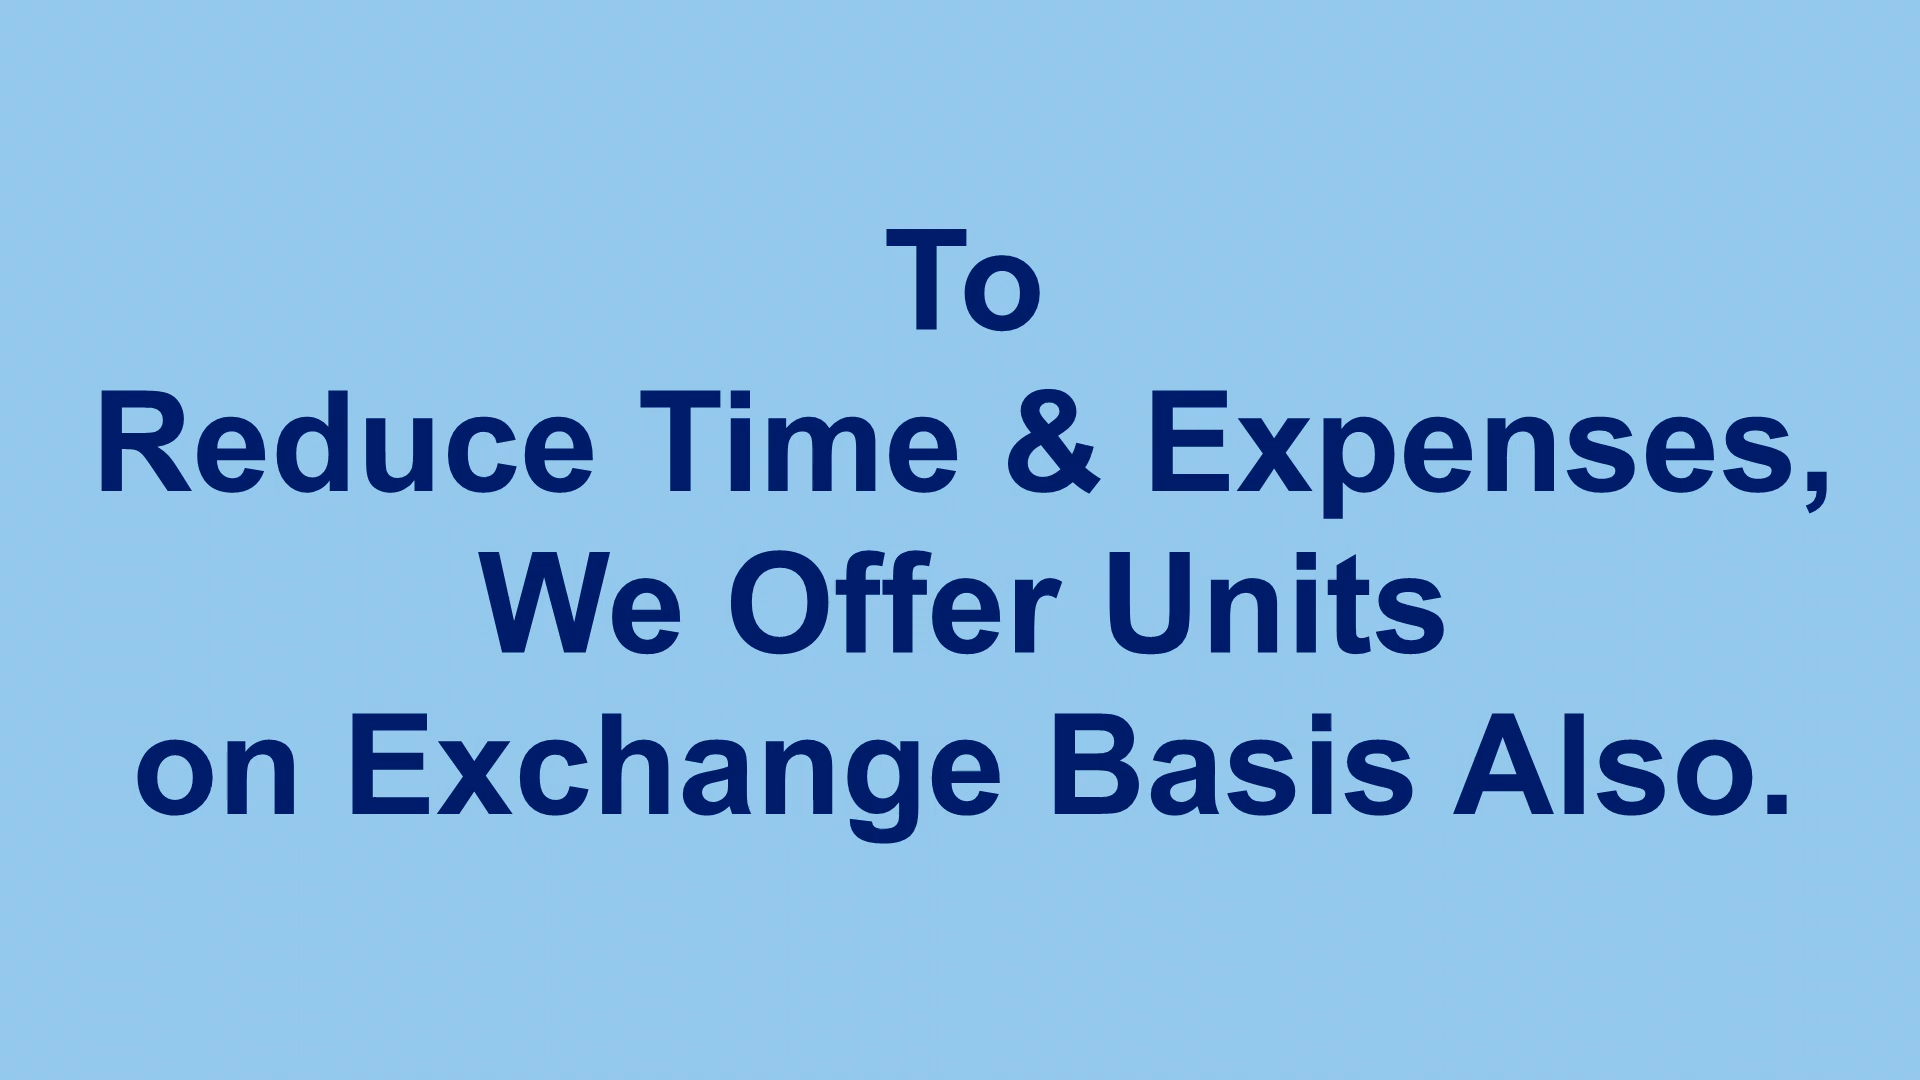 To
Reduce Time & Expenses,
We Offer Units
on Exchange Basis Also.